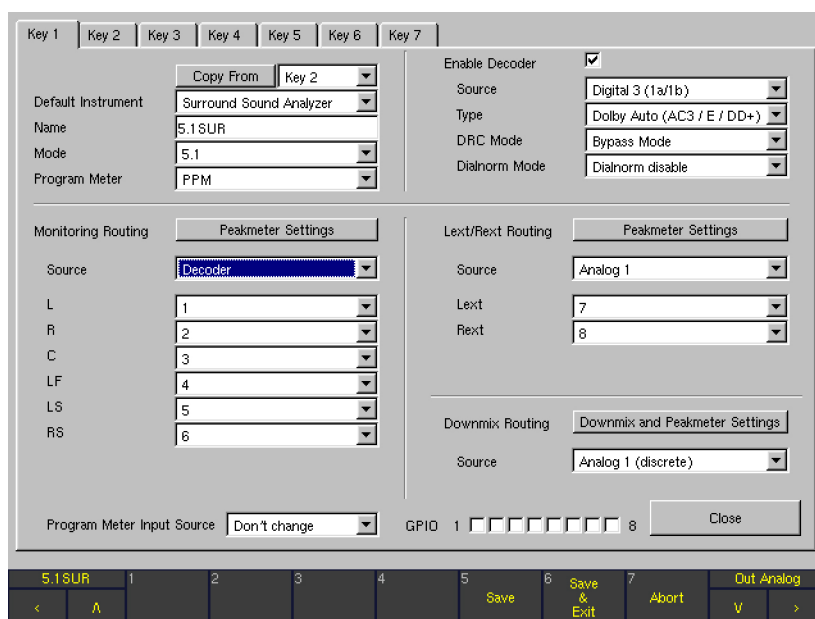 Key 1 Key 2 Key 3 Key 4 Key 5 Key 6 Key 7
Copy From Key 2
Default Instrument Surround Sound Analyzer
Name 5.1SUR
Mode 5.1
Program Meter PPM
Enable Decoder
Source Digital 3 (1a/1b)
Type Dolby Auto (AC3 / E / DD+)
DRC Mode Bypass Mode
Dialnorm Mode Dialnorm disable
Monitoring Routing Peakmeter Settings
Source Decoder
L 1
R 2
C 3
LF 4
LS 5
RS 6
Lext/Rext Routing Peakmeter Settings
Source Analog 1
Lext 7
Rext 8
Downmix Routing Downmix and Peakmeter Settings
Source Analog 1 (discrete)
Program Meter Input Source Don't change
GPIO 1 8
Close
5.1SUR 1 2 3 4 5 Save 6 Save & Exit 7 Abort Out Analog
< Λ V >